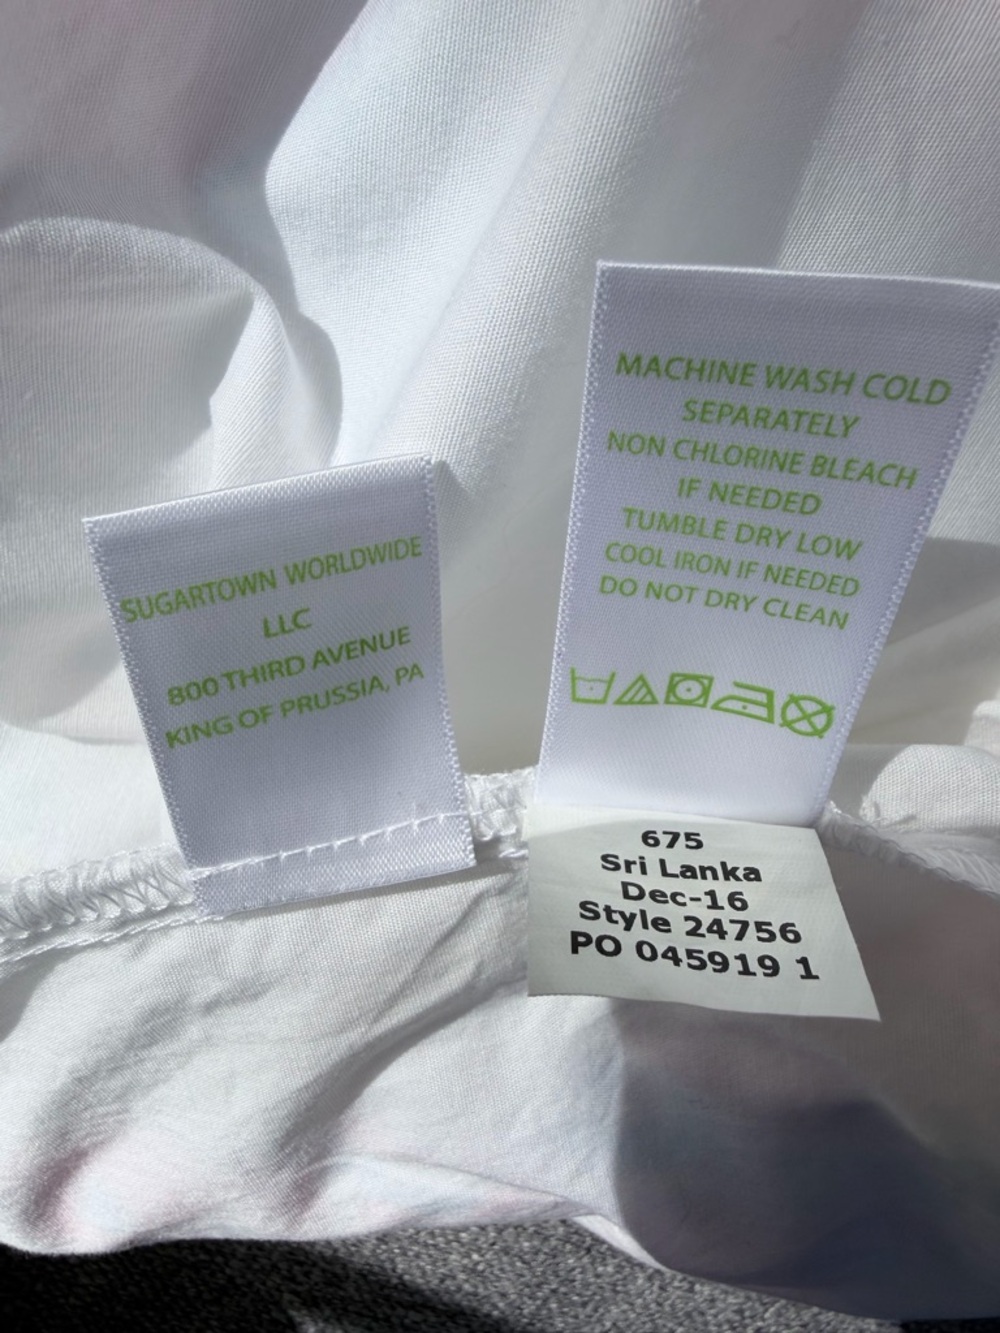 SUGARTOWN WORLDWIDE
LLC
800 THIRD AVENUE
KING OF PRUSSIA, PA
MACHINE WASH COLD
SEPARATELY
NON CHLORINE BLEACH
IF NEEDED
TUMBLE DRY LOW
COOL IRON IF NEEDED
DO NOT DRY CLEAN
675
Sri Lanka
Dec-16
Style 24756
PO 045919 1